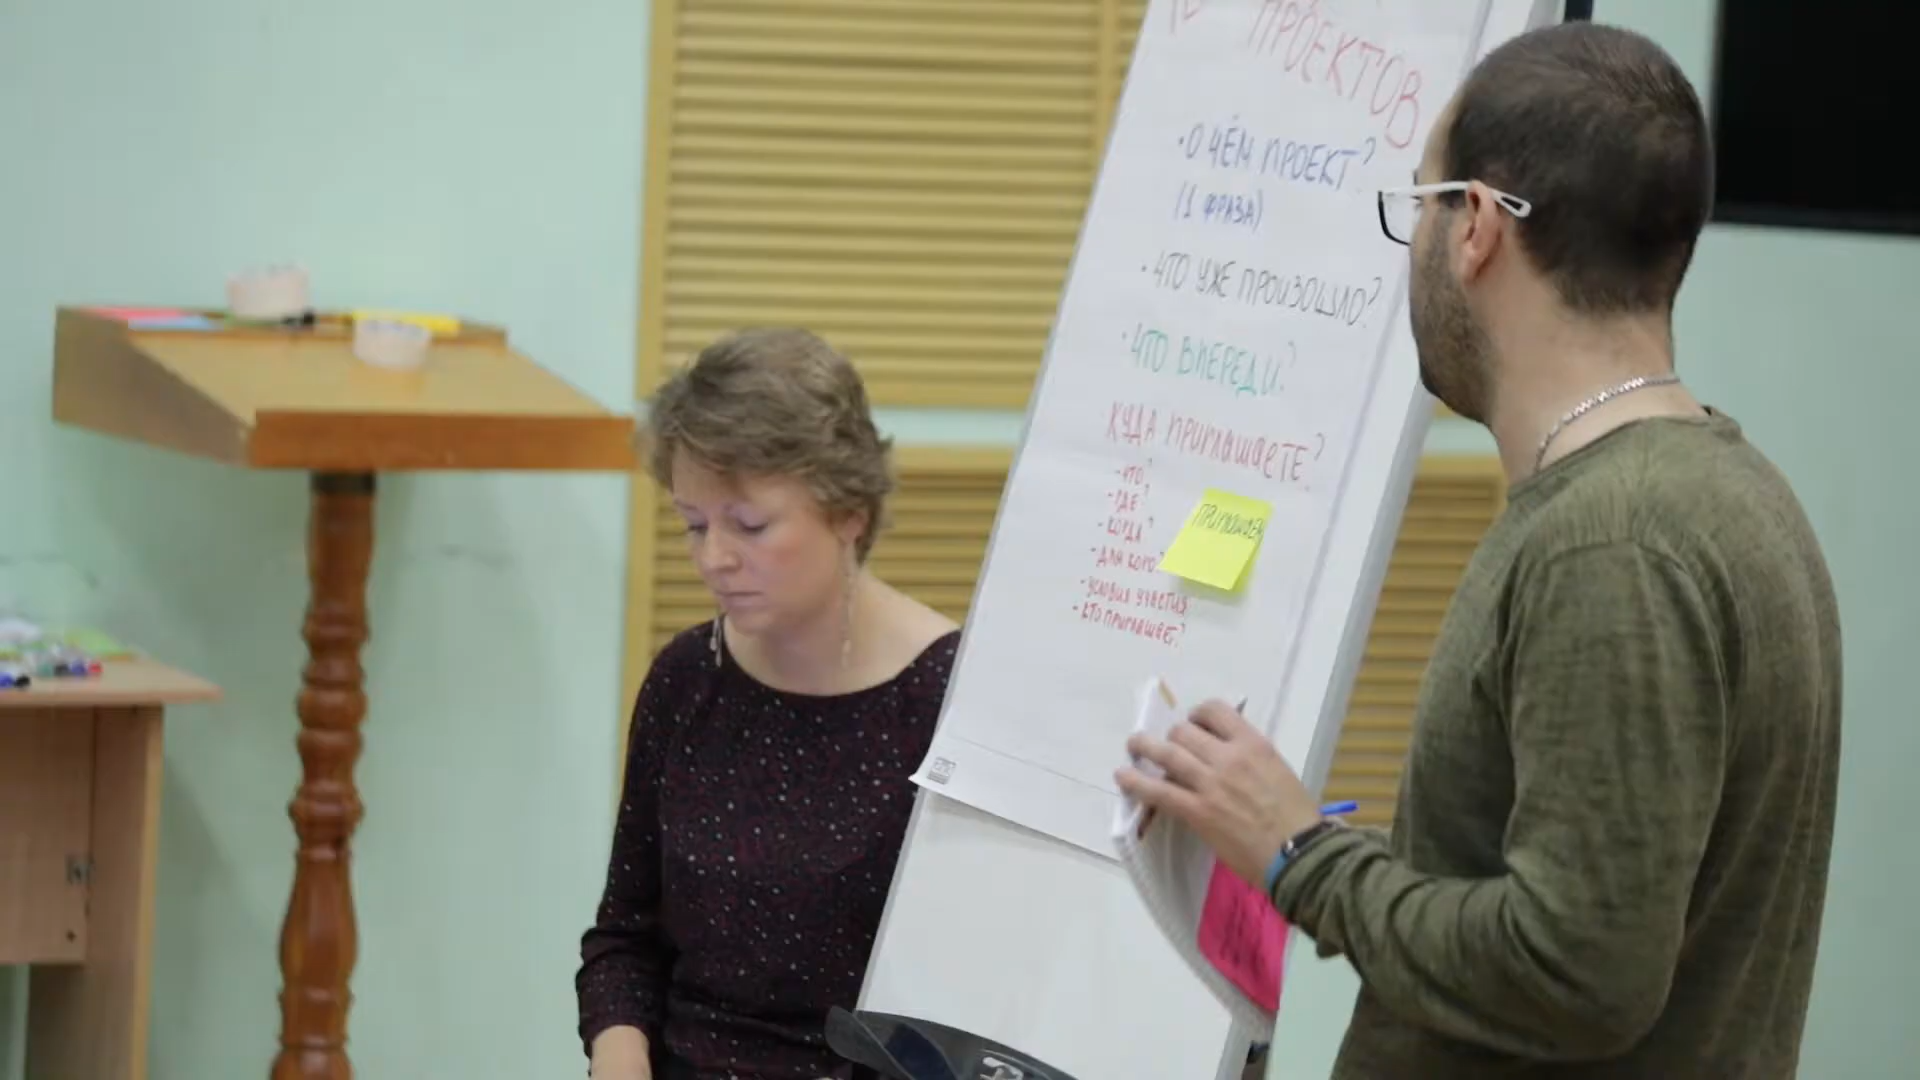 ПРОЕКТОВ
• О ЧЁМ ПРОЕКТ?
(1 ФРАЗА)
• ЧТО УЖЕ ПРОИЗОШЛО?
• ЧТО ВПЕРЕДИ?
КУДА ПРИГЛАШАЕТЕ?
- ЧТО?
- ГДЕ?
- КОГДА?
- ДЛЯ КОГО?
- УСЛОВИЯ УЧАСТИЯ
- КТО ПРИГЛАШАЕТ?